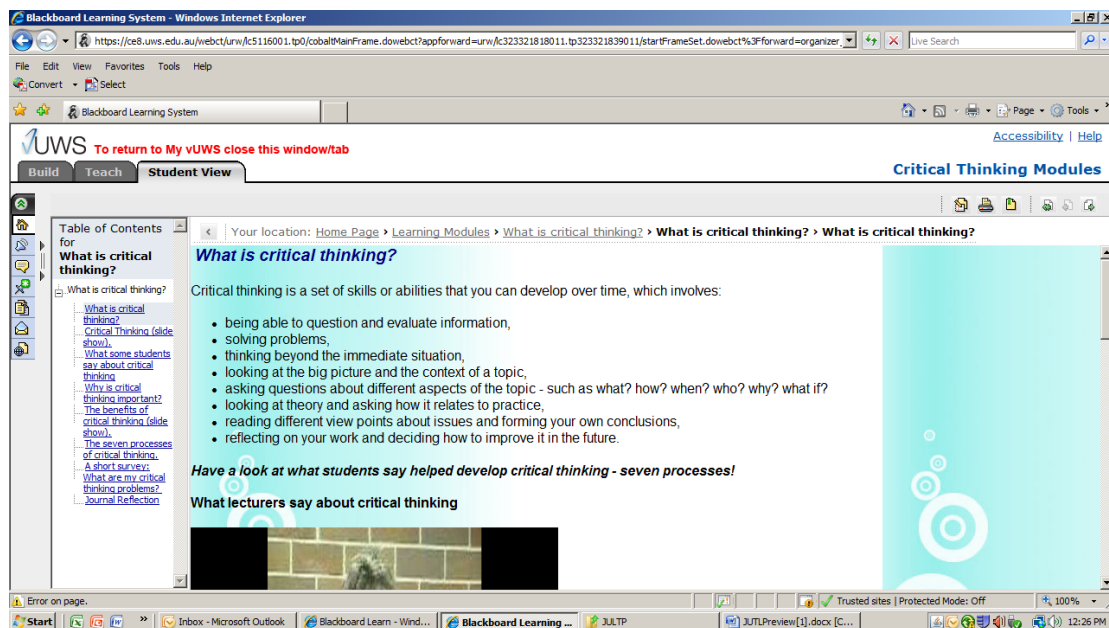 Blackboard Learning System - Windows Internet Explorer
https://ce8.uws.edu.au/webct/urw/lc5116001.tp0/cobaltMainFrame.dowebct?appforward=urw/lc323321818011.tp323321839011/startFrameSet.dowebct%3Fforward=organizer_
Live Search
File Edit View Favorites Tools Help
Convert Select
Blackboard Learning System
Page Tools
vUWS To return to My vUWS close this window/tab
Accessibility | Help
Build Teach Student View
Critical Thinking Modules
Table of Contents
for
What is critical
thinking?
What is critical thinking?
What is critical
thinking?
Critical Thinking (slide
show).
What some students
say about critical
thinking
Why is critical
thinking important?
The benefits of
critical thinking (slide
show).
The seven processes
of critical thinking.
A short survey:
What are my critical
thinking problems?
Journal Reflection
Your location: Home Page › Learning Modules › What is critical thinking? › What is critical thinking? › What is critical thinking?
What is critical thinking?
Critical thinking is a set of skills or abilities that you can develop over time, which involves:
• being able to question and evaluate information,
• solving problems,
• thinking beyond the immediate situation,
• looking at the big picture and the context of a topic,
• asking questions about different aspects of the topic - such as what? how? when? who? why? what if?
• looking at theory and asking how it relates to practice,
• reading different view points about issues and forming your own conclusions,
• reflecting on your work and deciding how to improve it in the future.
Have a look at what students say helped develop critical thinking - seven processes!
What lecturers say about critical thinking
Error on page.
Trusted sites | Protected Mode: Off
100%
Start
Inbox - Microsoft Outlook
Blackboard Learn - Wind...
Blackboard Learning ...
JULTP
JUTLPreview[1].docx [C...
12:26 PM